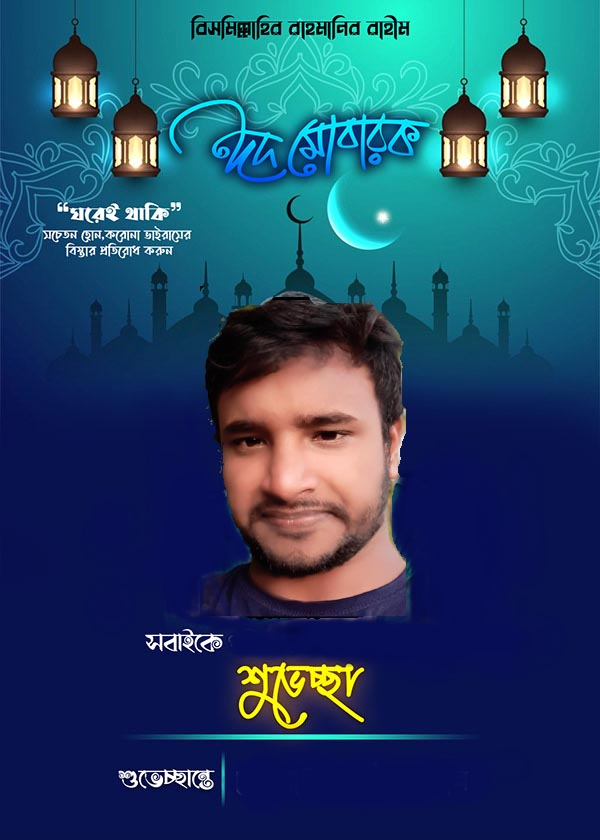 বিসমিল্লাহির রাহমানির রাহীম
ঈদ মোবারক
“ঘরেই থাকি”
সচেতন হোন,করোনা ভাইরাসের
বিস্তার প্রতিরোধ করুন
সবাইকে
শুভেচ্ছা
শুভেচ্ছান্তে